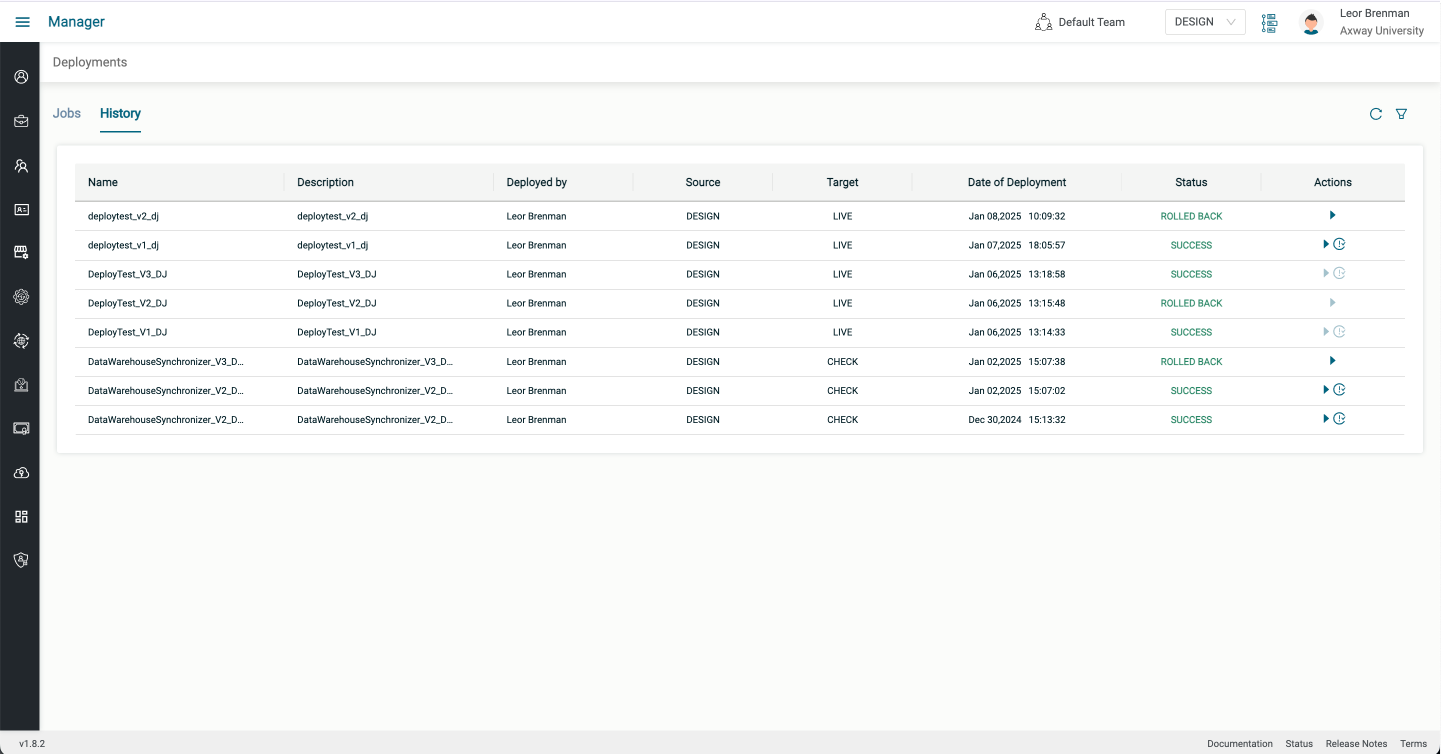 Manager
Default Team
DESIGN
Leor Brenman
Axway University
Deployments
Jobs History
Name Description Deployed by Source Target Date of Deployment Status Actions
deploytest_v2_dj deploytest_v2_dj Leor Brenman DESIGN LIVE Jan 08,2025 10:09:32 ROLLED BACK
deploytest_v1_dj deploytest_v1_dj Leor Brenman DESIGN LIVE Jan 07,2025 18:05:57 SUCCESS
DeployTest_V3_DJ DeployTest_V3_DJ Leor Brenman DESIGN LIVE Jan 06,2025 13:18:58 SUCCESS
DeployTest_V2_DJ DeployTest_V2_DJ Leor Brenman DESIGN LIVE Jan 06,2025 13:15:48 ROLLED BACK
DeployTest_V1_DJ DeployTest_V1_DJ Leor Brenman DESIGN LIVE Jan 06,2025 13:14:33 SUCCESS
DataWarehouseSynchronizer_V3_D... DataWarehouseSynchronizer_V3_D... Leor Brenman DESIGN CHECK Jan 02,2025 15:07:38 ROLLED BACK
DataWarehouseSynchronizer_V2_D... DataWarehouseSynchronizer_V2_D... Leor Brenman DESIGN CHECK Jan 02,2025 15:07:02 SUCCESS
DataWarehouseSynchronizer_V2_D... DataWarehouseSynchronizer_V2_D... Leor Brenman DESIGN CHECK Dec 30,2024 15:13:32 SUCCESS
v1.8.2 Documentation Status Release Notes Terms